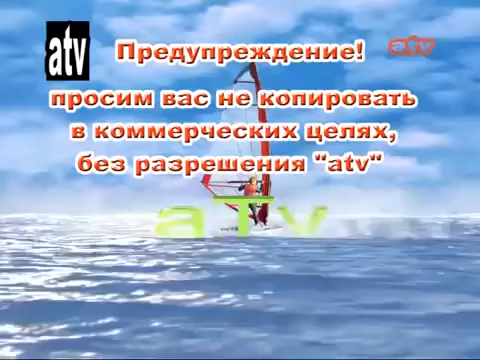 atv
Предупреждение!
atv
просим вас не копировать
в коммерческих целях,
без разрешения "atv"
aTv